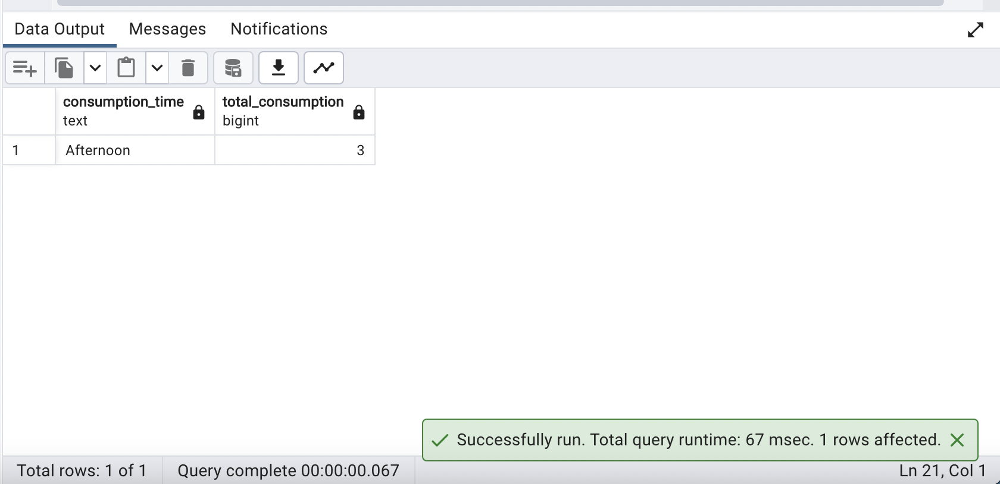 Data Output Messages Notifications
consumption_time total_consumption
text bigint
1 Afternoon 3
Successfully run. Total query runtime: 67 msec. 1 rows affected.
Total rows: 1 of 1 Query complete 00:00:00.067 Ln 21, Col 1